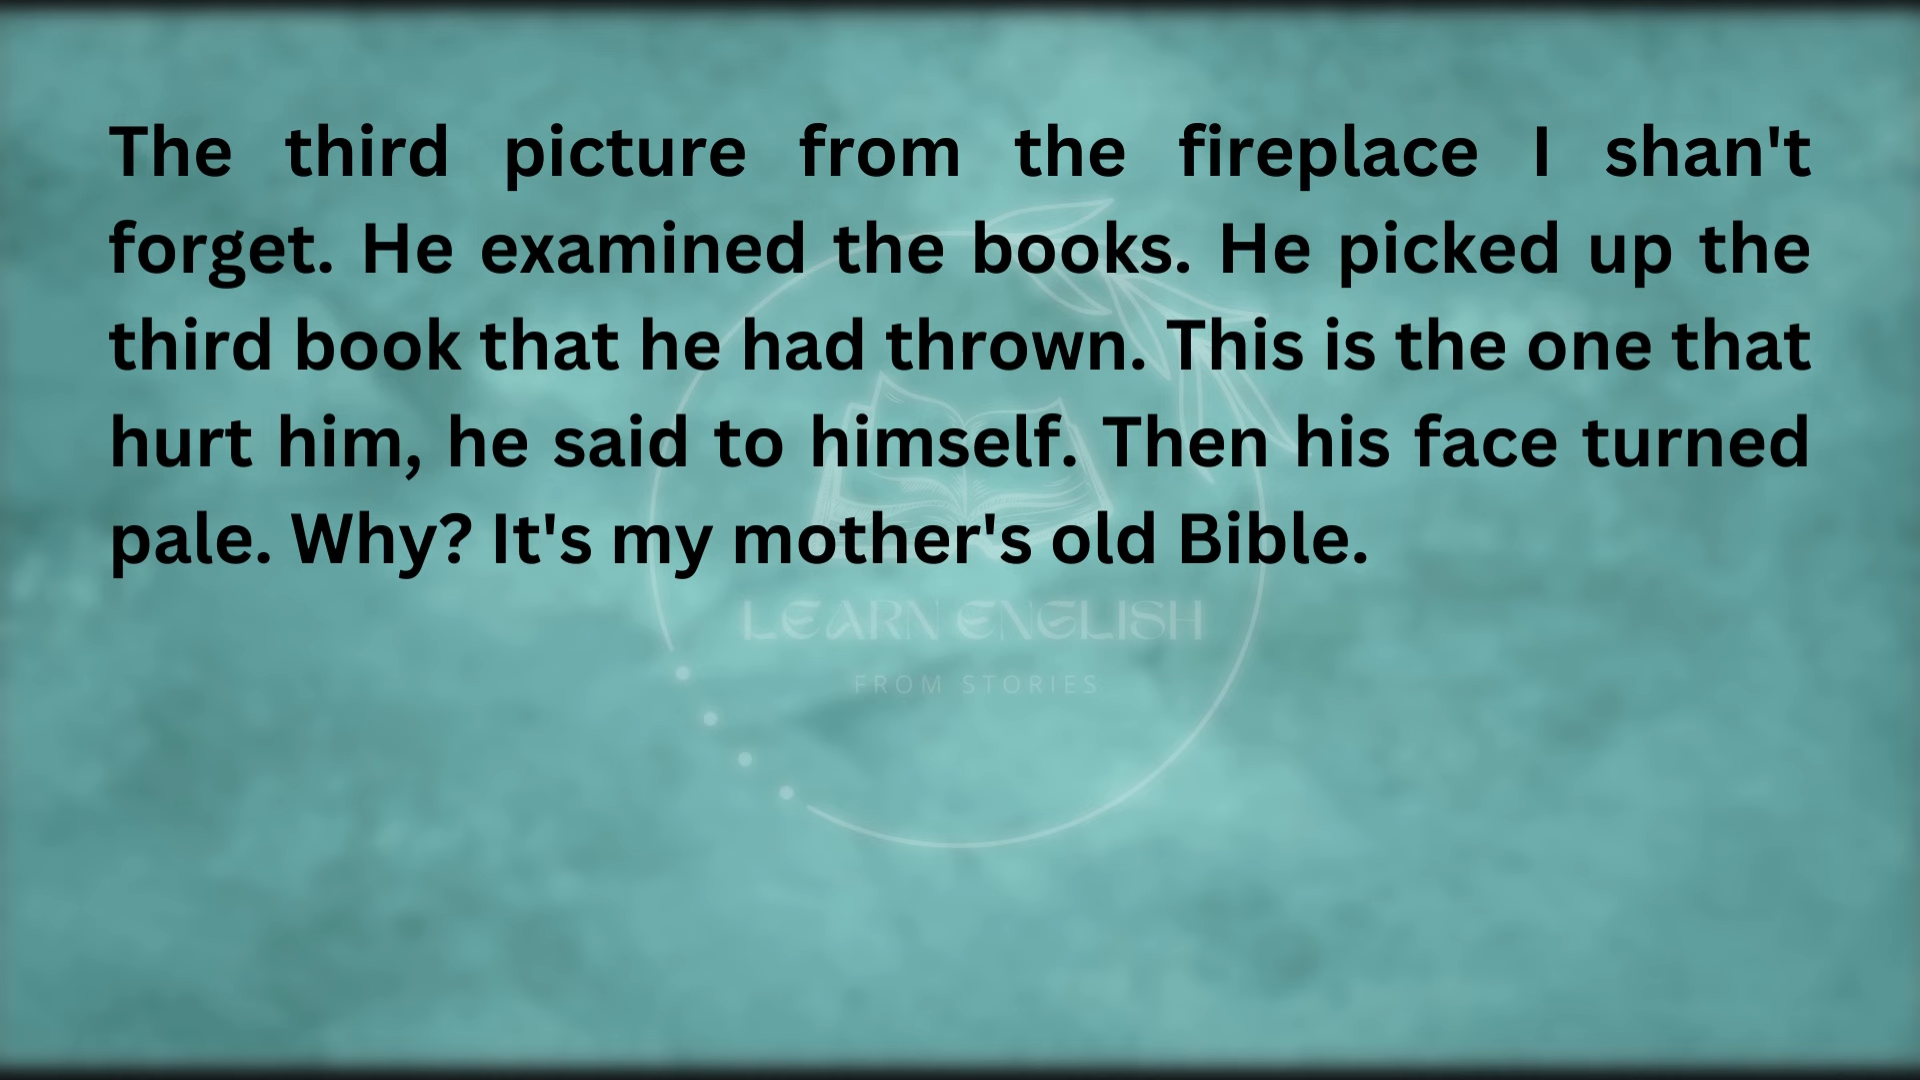 The third picture from the fireplace I shan't
forget. He examined the books. He picked up the
third book that he had thrown. This is the one that
hurt him, he said to himself. Then his face turned
pale. Why? It's my mother's old Bible.
LEARN ENGLISH
FROM STORIES